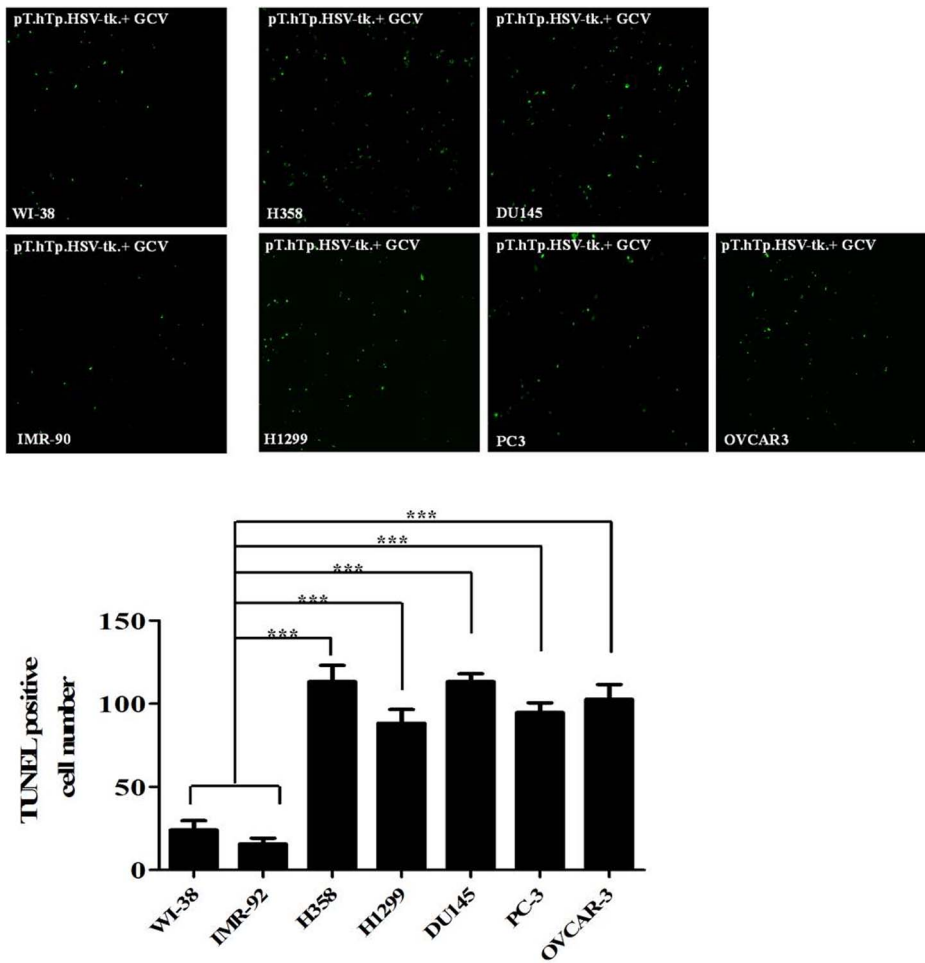 pT.hTp.HSV-tk.+ GCV
WI-38
pT.hTp.HSV-tk.+ GCV
H358
pT.hTp.HSV-tk.+ GCV
DU145
pT.hTp.HSV-tk.+ GCV
IMR-90
pT.hTp.HSV-tk.+ GCV
H1299
pT.hTp.HSV-tk.+ GCV
PC3
pT.hTp.HSV-tk.+ GCV
OVCAR3
***
***
***
***
***
TUNEL positive
cell number
150
100
50
0
WI-38
IMR-92
H358
H1299
DU145
PC-3
OVCAR-3